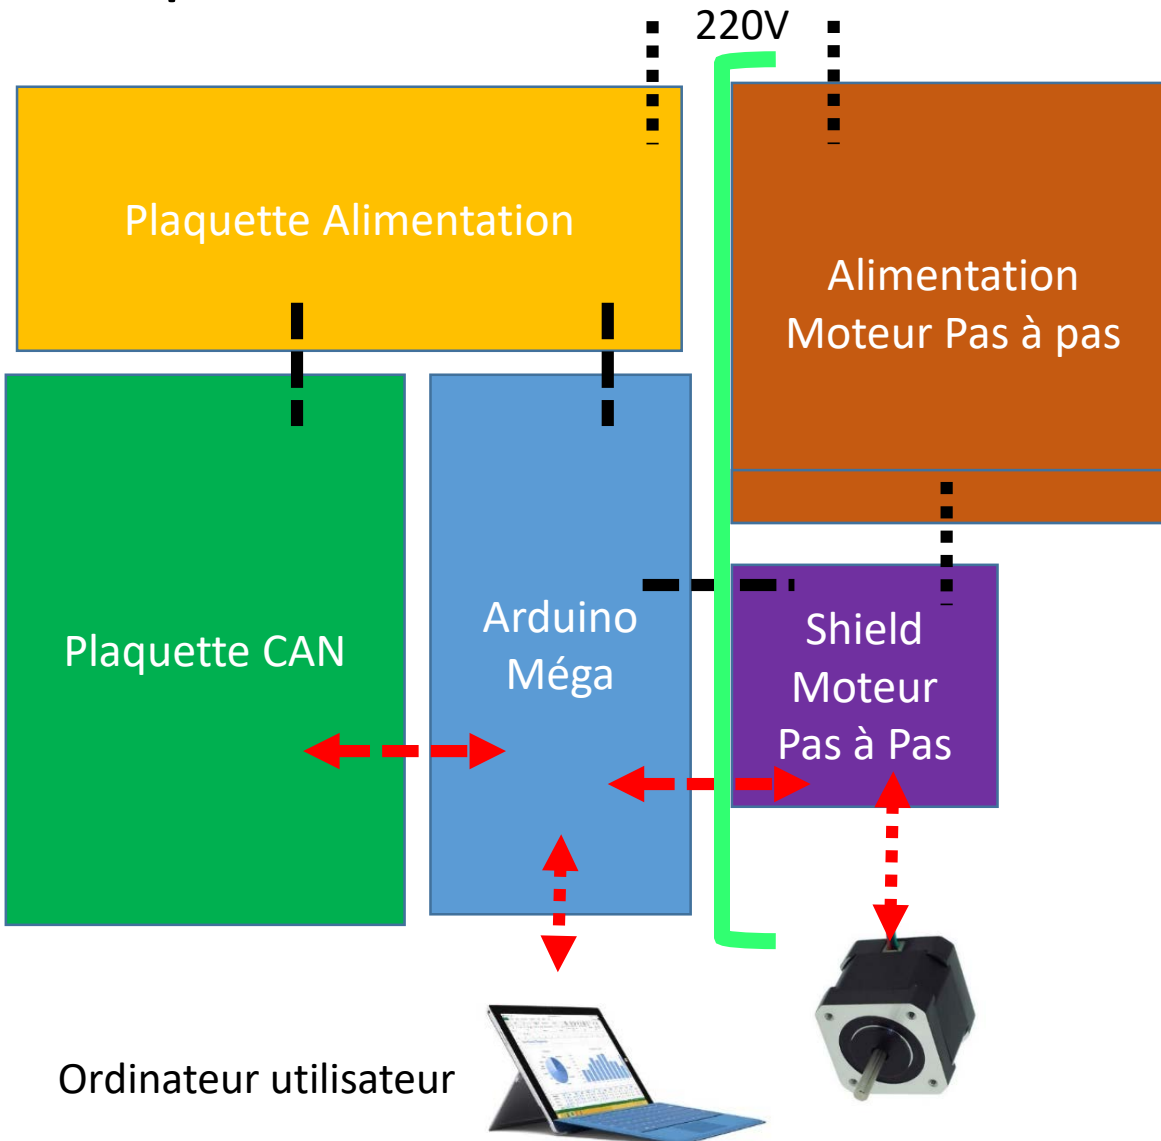 220V
Plaquette Alimentation
Alimentation
Moteur Pas à pas
Plaquette CAN
Arduino
Méga
Shield
Moteur
Pas à Pas
Ordinateur utilisateur